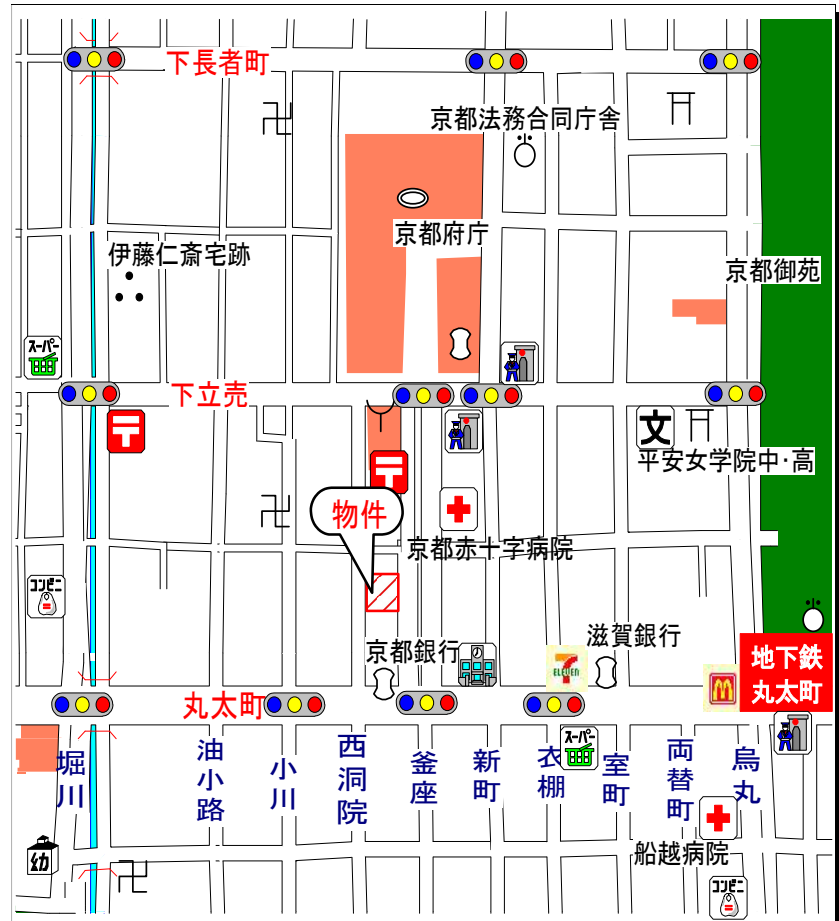 下長者町
京都法務合同庁舎
京都府庁
伊藤仁斎宅跡
京都御苑
スーパー
下立売
文
平安女学院中・高
物件
京都赤十字病院
コンビニ
滋賀銀行
京都銀行
7
ELEVEn
地下鉄
丸太町
丸太町
堀川
油小路
小川
西洞院
釜座
新町
衣棚
スーパー
室町
両替町
烏丸
幼
船越病院
コンビニ